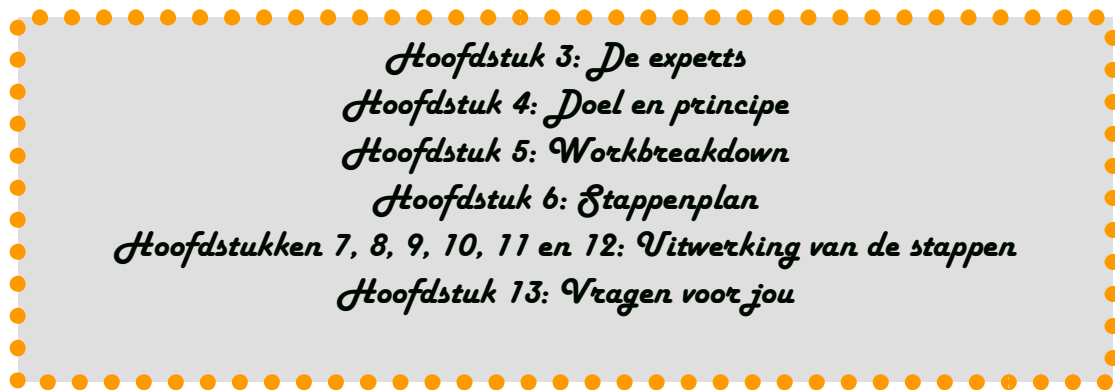 Hoofdstuk 3: De experts
Hoofdstuk 4: Doel en principe
Hoofdstuk 5: Workbreakdown
Hoofdstuk 6: Stappenplan
Hoofdstukken 7, 8, 9, 10, 11 en 12: Uitwerking van de stappen
Hoofdstuk 13: Vragen voor jou